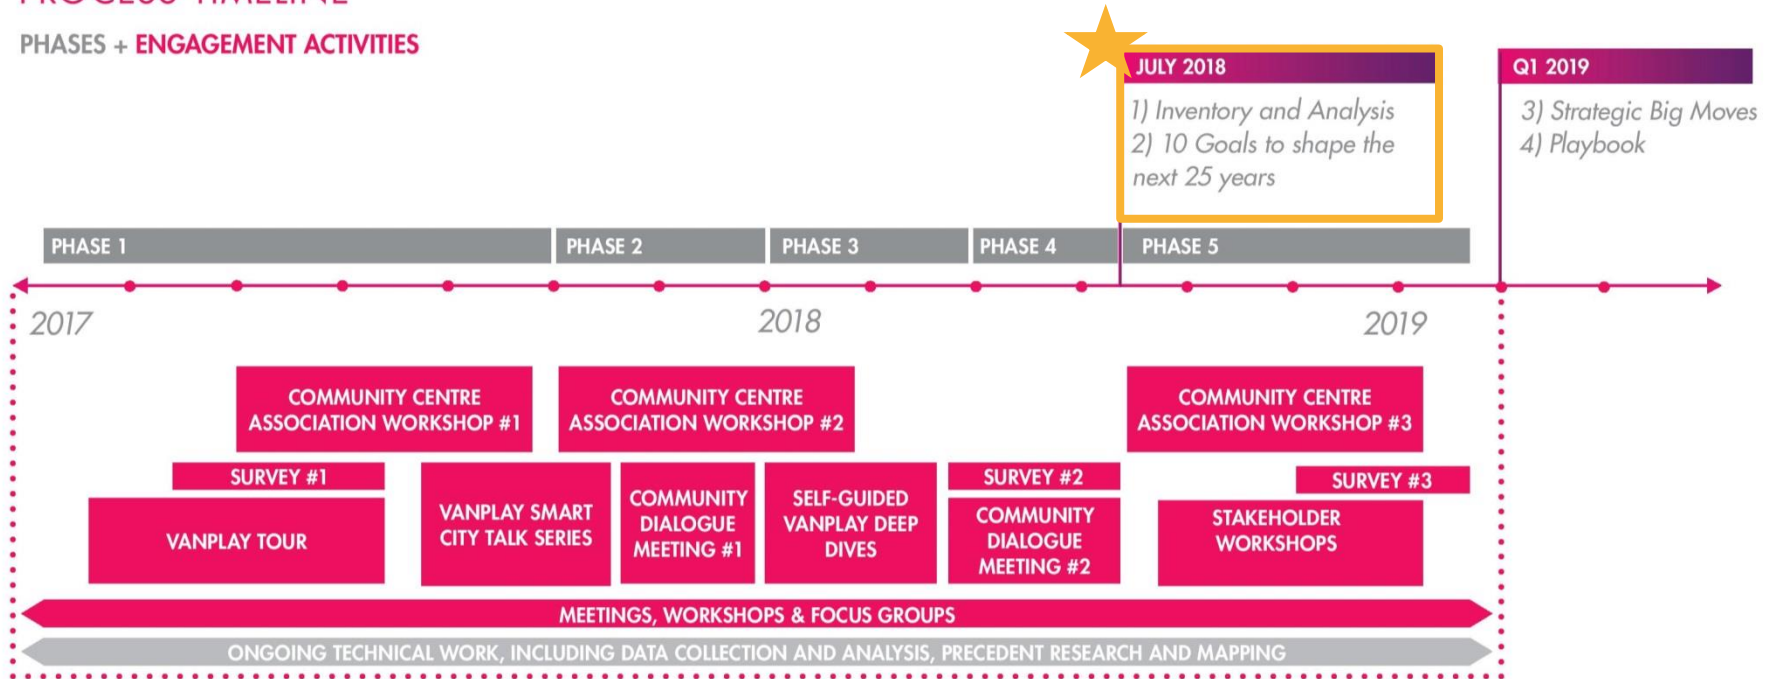 PROCESS TIMELINE
PHASES + ENGAGEMENT ACTIVITIES
JULY 2018
1) Inventory and Analysis
2) 10 Goals to shape the
next 25 years
Q1 2019
3) Strategic Big Moves
4) Playbook
PHASE 1
PHASE 2
PHASE 3
PHASE 4
PHASE 5
2017
2018
2019
COMMUNITY CENTRE
ASSOCIATION WORKSHOP #1
COMMUNITY CENTRE
ASSOCIATION WORKSHOP #2
COMMUNITY CENTRE
ASSOCIATION WORKSHOP #3
SURVEY #1
VANPLAY TOUR
VANPLAY SMART
CITY TALK SERIES
COMMUNITY
DIALOGUE
MEETING #1
SELF-GUIDED
VANPLAY DEEP
DIVES
SURVEY #2
COMMUNITY
DIALOGUE
MEETING #2
SURVEY #3
STAKEHOLDER
WORKSHOPS
MEETINGS, WORKSHOPS & FOCUS GROUPS
ONGOING TECHNICAL WORK, INCLUDING DATA COLLECTION AND ANALYSIS, PRECEDENT RESEARCH AND MAPPING